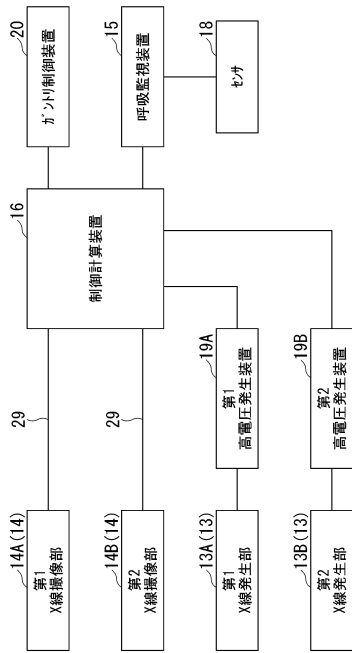 20
ガントリ制御装置
15
呼吸監視装置
18
センサ
16
制御計算装置
29
29
19A
第1
高電圧発生装置
19B
第2
高電圧発生装置
14A(14)
第1
X線撮像部
14B(14)
第2
X線撮像部
13A(13)
第1
X線発生部
13B(13)
第2
X線発生部